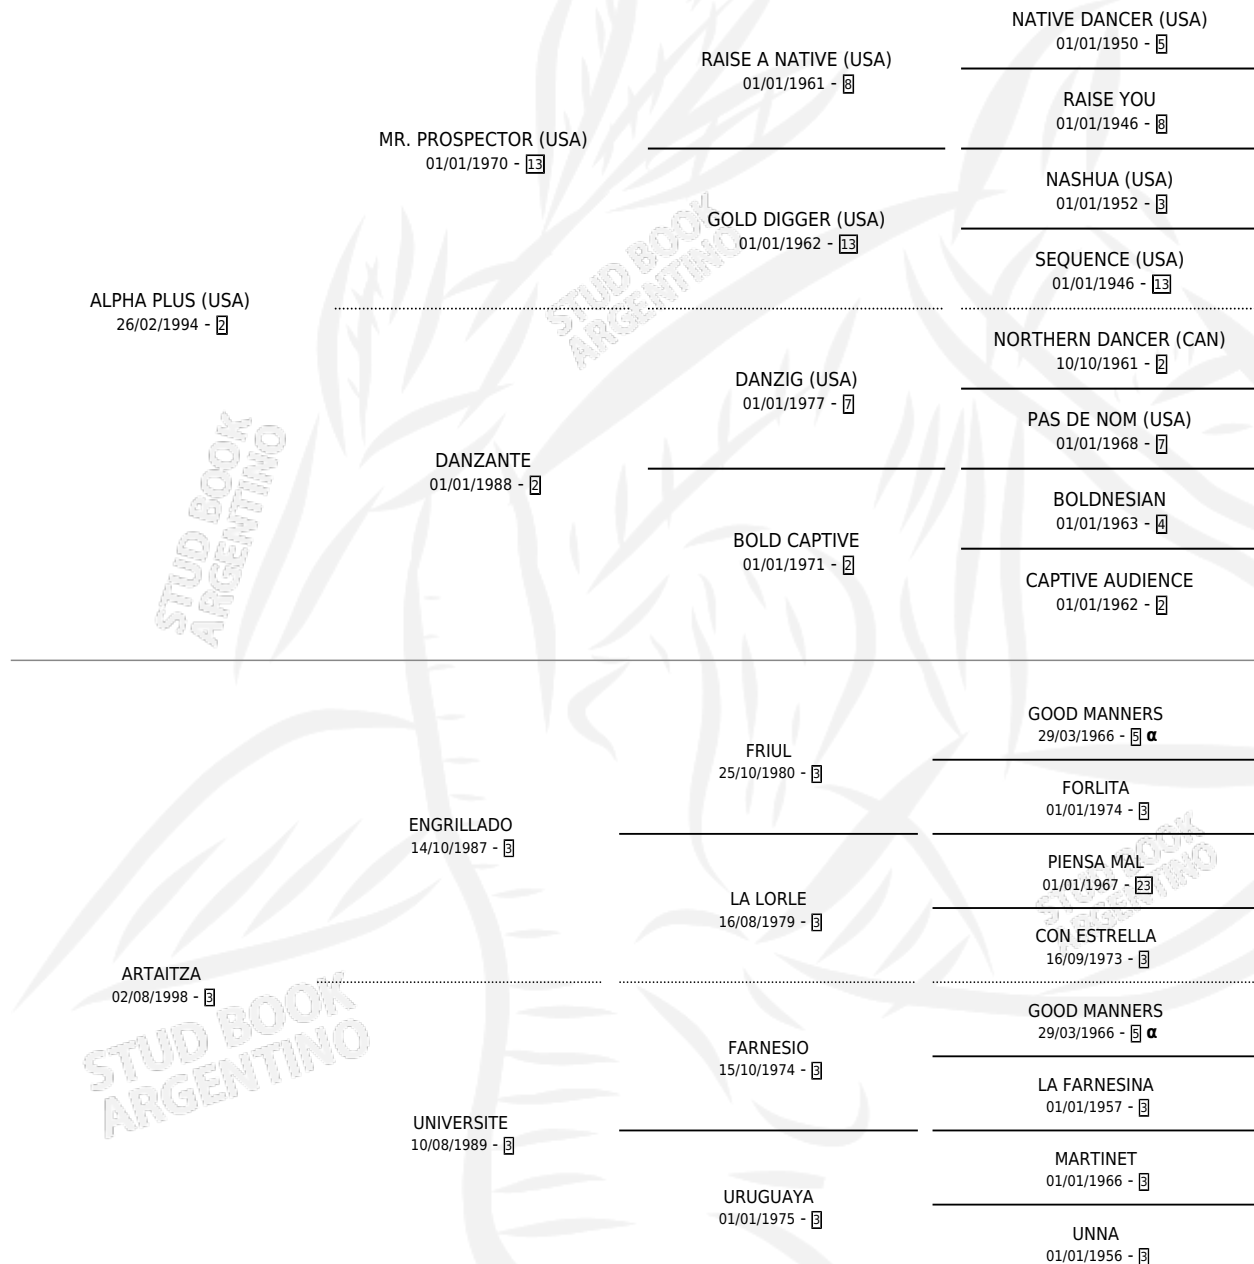 NATIVE DANCER (USA)
01/01/1950 - 5
RAISE A NATIVE (USA)
01/01/1961 - 8
RAISE YOU
01/01/1946 - 8
MR. PROSPECTOR (USA)
01/01/1970 - 13
NASHUA (USA)
01/01/1952 - 3
GOLD DIGGER (USA)
01/01/1962 - 13
SEQUENCE (USA)
01/01/1946 - 13
ALPHA PLUS (USA)
26/02/1994 - 2
STUD BOOK
ARGENTINO
NORTHERN DANCER (CAN)
10/10/1961 - 2
DANZIG (USA)
01/01/1977 - 7
PAS DE NOM (USA)
01/01/1968 - 7
DANZANTE
01/01/1988 - 2
BOLDNESIAN
01/01/1963 - 4
BOLD CAPTIVE
01/01/1971 - 2
CAPTIVE AUDIENCE
01/01/1962 - 2
STUD BOOK
ARGENTINO
GOOD MANNERS
29/03/1966 - 5 α
FRIUL
25/10/1980 - 3
FORLITA
01/01/1974 - 3
ENGRILLADO
14/10/1987 - 3
PIENSA MAL
01/01/1967 - 23
LA LORLE
16/08/1979 - 3
CON ESTRELLA
16/09/1973 - 3
STUD BOOK
ARGENTINO
ARTAITZA
02/08/1998 - 3
GOOD MANNERS
29/03/1966 - 5 α
FARNESIO
15/10/1974 - 3
LA FARNESINA
01/01/1957 - 3
STUD BOOK
ARGENTINO
UNIVERSITE
10/08/1989 - 3
MARTINET
01/01/1966 - 3
URUGUAYA
01/01/1975 - 3
UNNA
01/01/1956 - 3